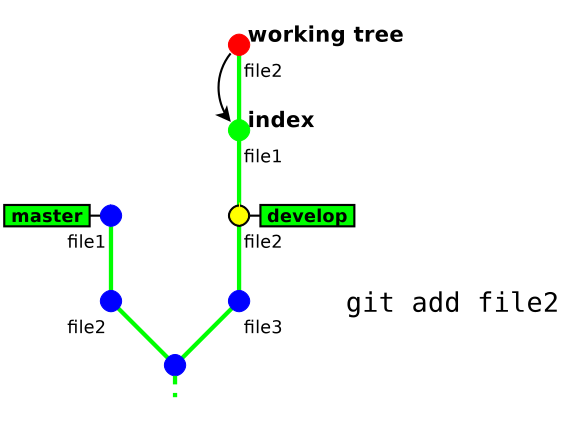 working tree
file2
index
file1
master
develop
file1
file2
git add file2
file2
file3